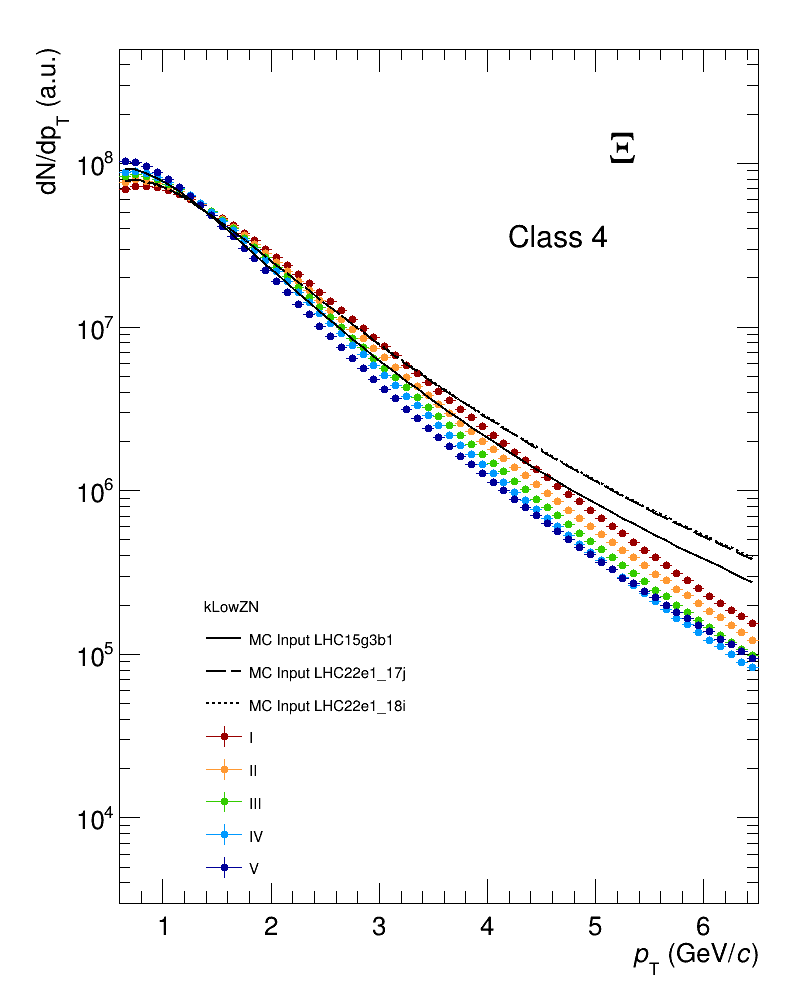 dN/dp_T (a.u.)
10^8
10^7
10^6
10^5
10^4
Ξ
Class 4
kLowZN
MC Input LHC15g3b1
MC Input LHC22e1_17j
MC Input LHC22e1_18i
I
II
III
IV
V
1 2 3 4 5 6
p_T (GeV/c)